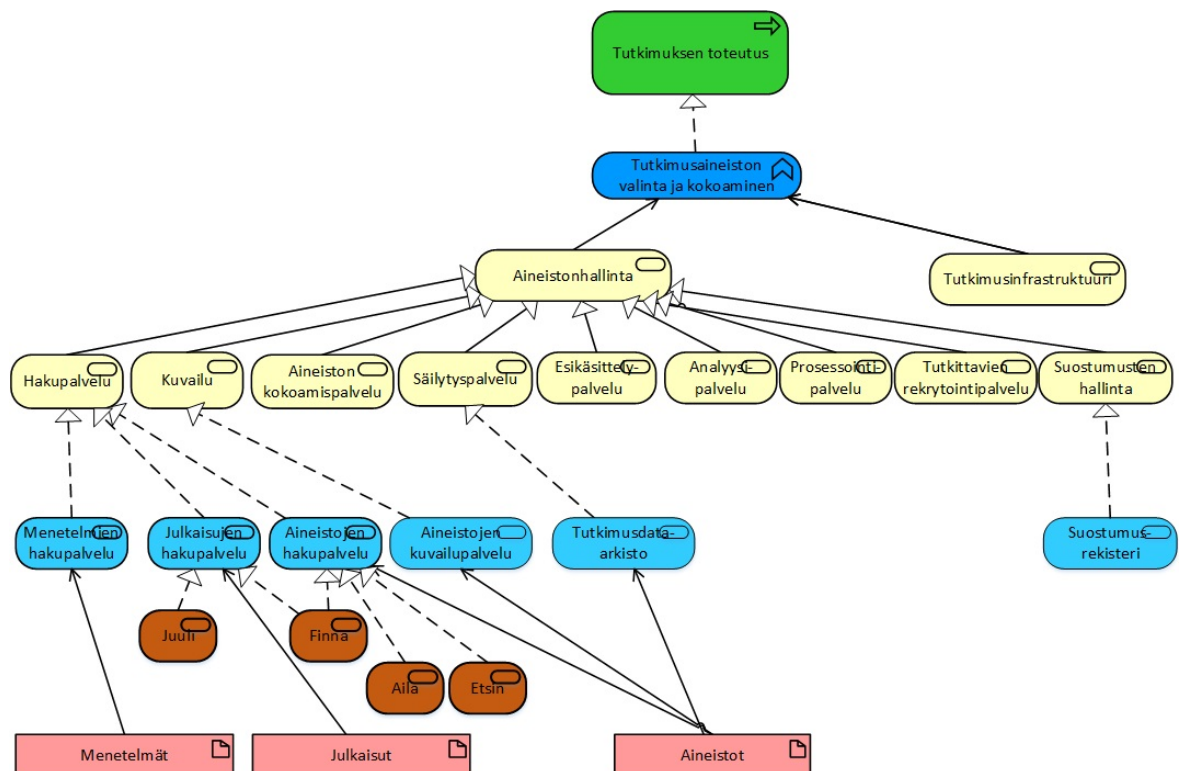 Tutkimuksen toteutus
Tutkimusaineiston
valinta ja kokoaminen
Aineistonhallinta
Tutkimusinfrastruktuuri
Hakupalvelu
Kuvailu
Aineiston
kokoamispalvelu
Säilytyspalvelu
Esikäsittely-
palvelu
Analyysi-
palvelu
Prosessointi-
palvelu
Tutkittavien
rekrytointipalvelu
Suostumusten
hallinta
Menetelmien
hakupalvelu
Julkaisujen
hakupalvelu
Aineistojen
hakupalvelu
Aineistojen
kuvailupalvelu
Tutkimusdata-
arkisto
Suostumus-
rekisteri
Juuli
Finna
Aila
Etsin
Menetelmät
Julkaisut
Aineistot